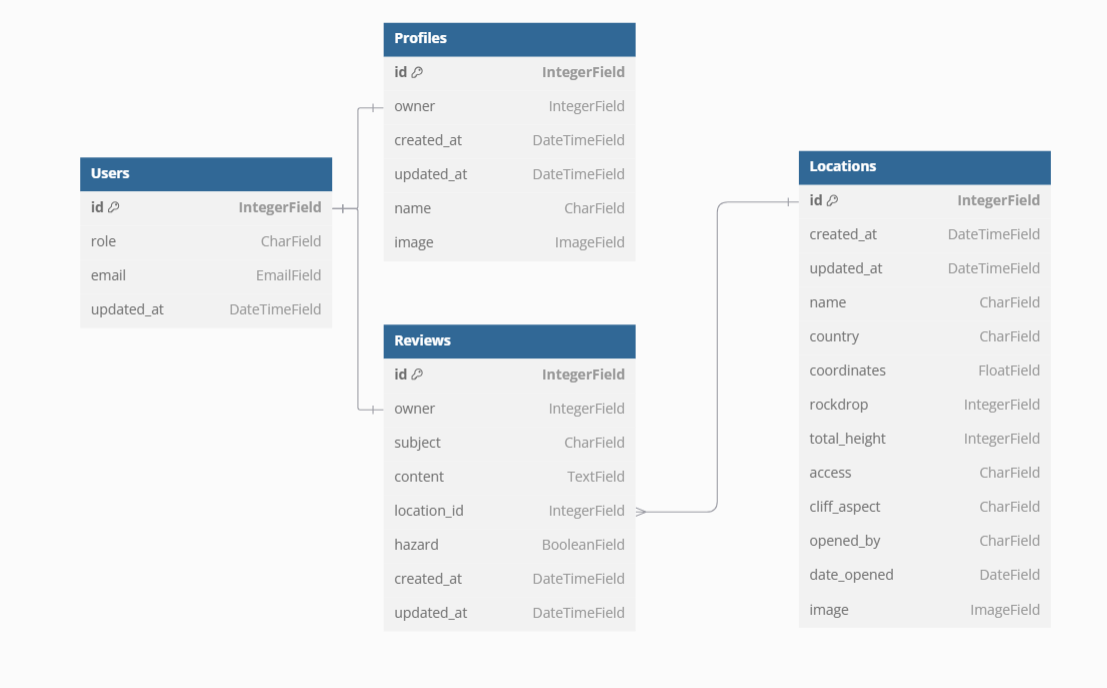 Profiles
id IntegerField
owner IntegerField
created_at DateTimeField
updated_at DateTimeField
name CharField
image ImageField
Users
id IntegerField
role CharField
email EmailField
updated_at DateTimeField
Reviews
id IntegerField
owner IntegerField
subject CharField
content TextField
location_id IntegerField
hazard BooleanField
created_at DateTimeField
updated_at DateTimeField
Locations
id IntegerField
created_at DateTimeField
updated_at DateTimeField
name CharField
country CharField
coordinates FloatField
rockdrop IntegerField
total_height IntegerField
access CharField
cliff_aspect CharField
opened_by CharField
date_opened DateField
image ImageField